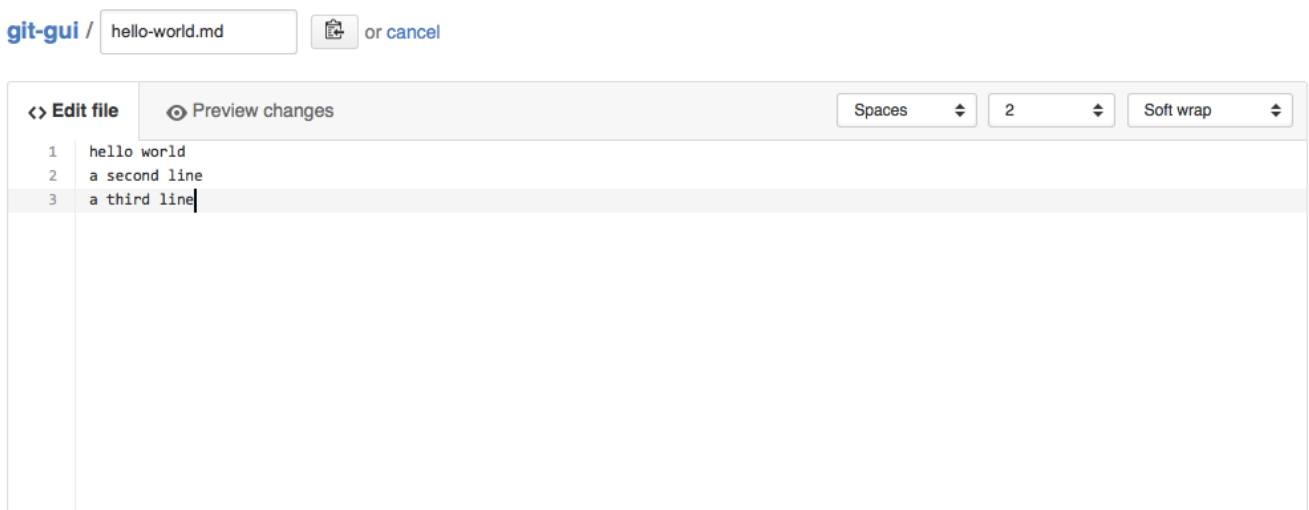 git-gui / hello-world.md or cancel
<> Edit file Preview changes Spaces 2 Soft wrap
1 hello world
2 a second line
3 a third line